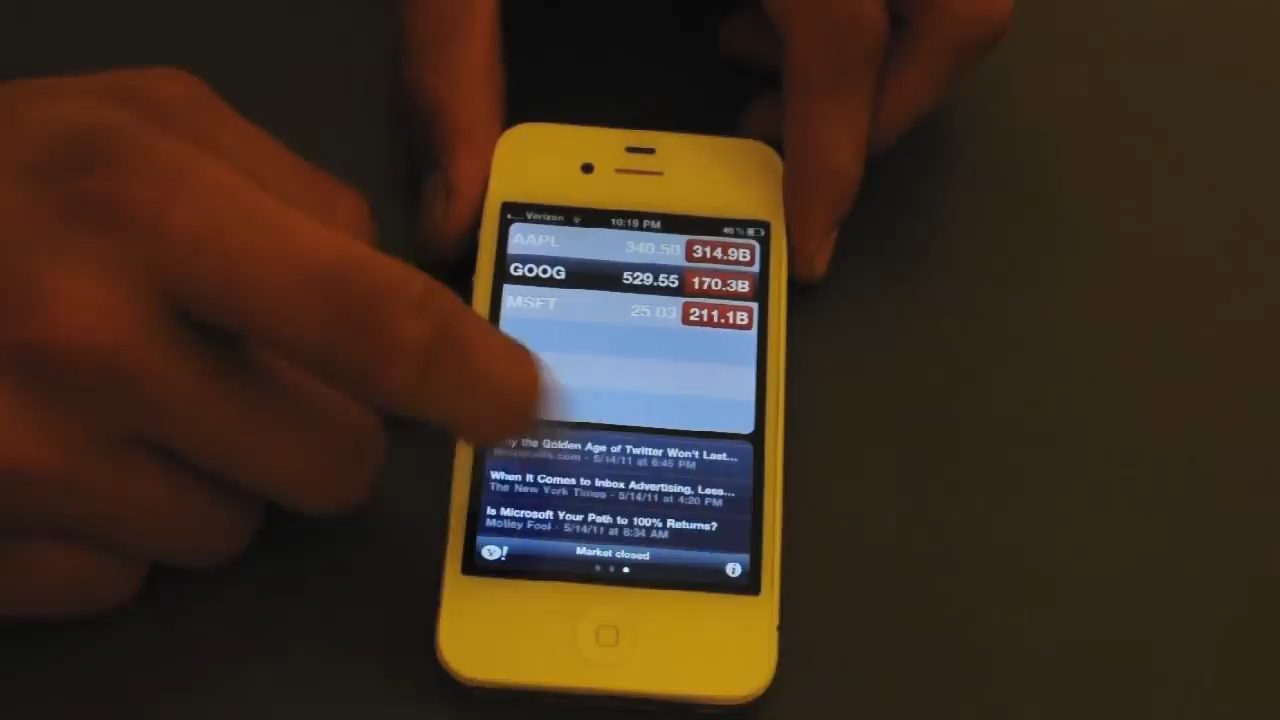 Verizon 10:19 PM 46%
AAPL 340.50 314.9B
GOOG 529.55 170.3B
MSFT 25.03 211.1B
the Golden Age of Twitter Won't Last...
5/14/11 at 6:45 PM
When It Comes to Inbox Advertising, Less...
The New York Times - 5/14/11 at 4:20 PM
Is Microsoft Your Path to 100% Returns?
Motley Fool - 5/14/11 at 6:34 AM
Y! Market closed i